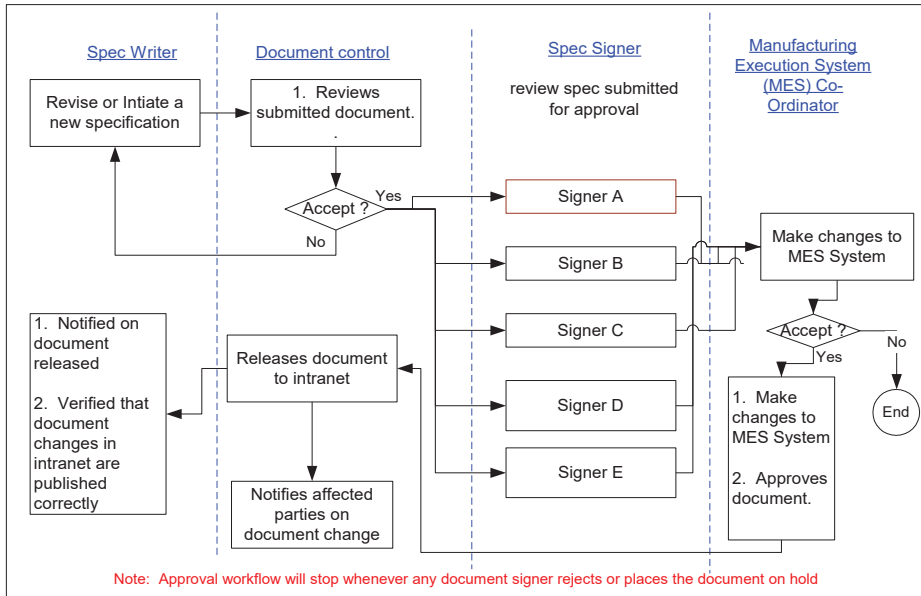 Spec Writer
Document control
Spec Signer
Manufacturing
Execution System
(MES) Co-
Ordinator
review spec submitted
for approval
Revise or Intiate a
new specification
1. Reviews
submitted document.
.
Accept ?
Yes
No
Signer A
Signer B
Signer C
Signer D
Signer E
Make changes to
MES System
Accept ?
No
Yes
End
1. Make
changes to
MES System
2. Approves
document.
Releases document
to intranet
Notifies affected
parties on
document change
1. Notified on
document
released
2. Verified that
document
changes in
intranet are
published
correctly
Note: Approval workflow will stop whenever any document signer rejects or places the document on hold